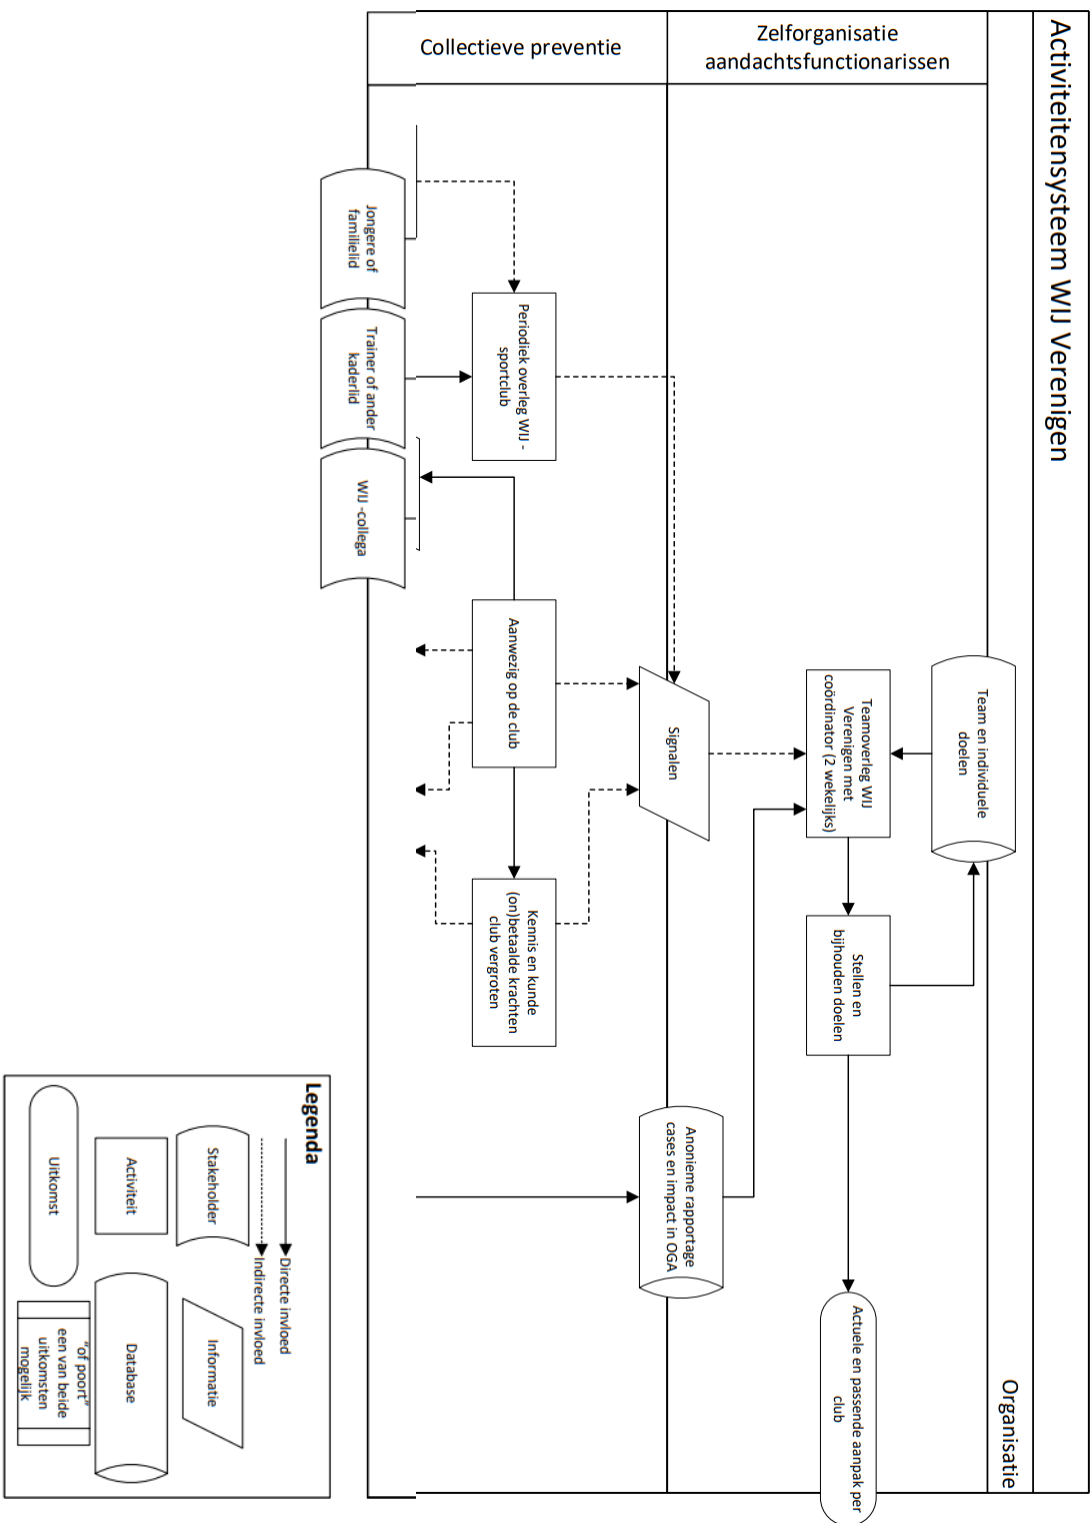 Activiteitensysteem WIJ Verenigen
Organisatie
Zelforganisatie
aandachtsfunctionarissen
Collectieve preventie
Team en individuele
doelen
Teamoverleg WIJ
Verenigen met
coördinator (2 wekelijks)
Stellen en
bijhouden doelen
Actuele en passende aanpak per
club
Signalen
Anonieme rapportage
cases en impact in OGA
Periodiek overleg WIJ -
sportclub
Aanwezig op de club
Kennis en kunde
(on)betaalde krachten
club vergroten
Jongere of
familielid
Trainer of ander
kaderlid
WIJ -collega
Legenda
Directe invloed
Indirecte invloed
Stakeholder
Informatie
Activiteit
Database
Uitkomst
"of poort"
een van beide
uitkomsten
mogelijk